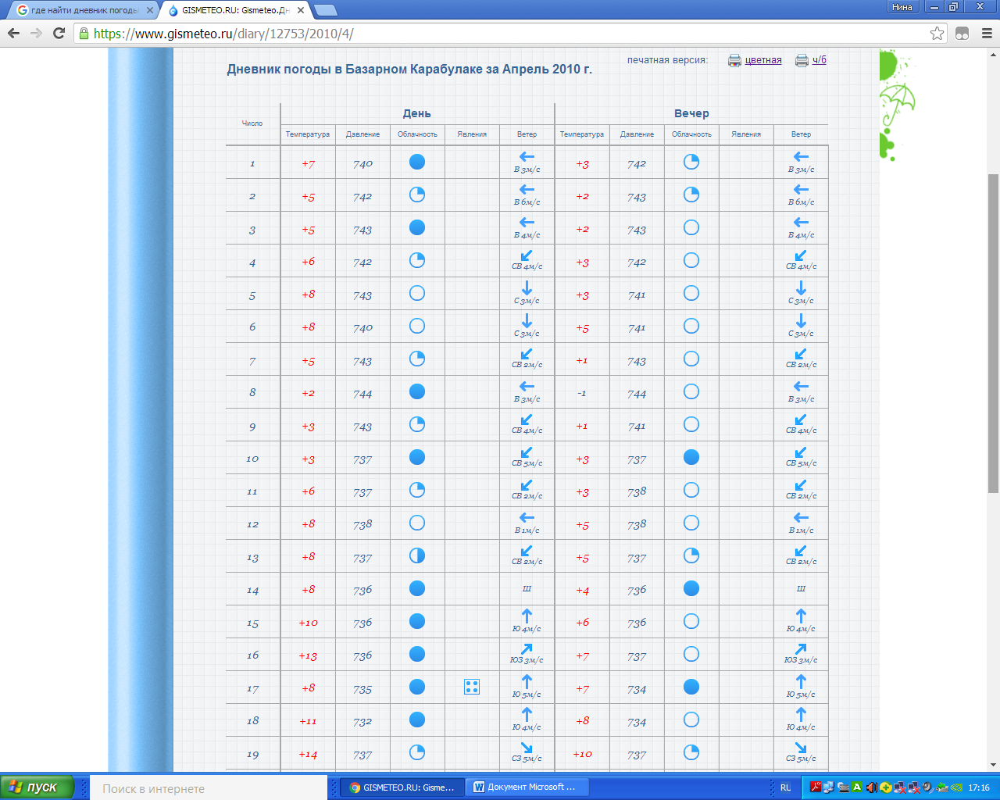 где найти дневник погоды
GISMETEO.RU: Gismeteo.Дн
Нина
https://www.gismeteo.ru/diary/12753/2010/4/
печатная версия: цветная ч/б
Дневник погоды в Базарном Карабулаке за Апрель 2010 г.
Число День Вечер
Температура Давление Облачность Явления Ветер Температура Давление Облачность Явления Ветер
1 +7 740 В 3м/с +3 742 В 3м/с
2 +5 742 В 6м/с +2 743 В 6м/с
3 +5 743 В 4м/с +2 743 В 4м/с
4 +6 742 СВ 4м/с +3 742 СВ 4м/с
5 +8 743 С 3м/с +3 741 С 3м/с
6 +8 740 С 3м/с +5 741 С 3м/с
7 +5 743 СВ 2м/с +1 743 СВ 2м/с
8 +2 744 В 3м/с -1 744 В 3м/с
9 +3 743 СВ 4м/с +1 741 СВ 4м/с
10 +3 737 СВ 5м/с +3 737 СВ 5м/с
11 +6 737 СВ 2м/с +3 738 СВ 2м/с
12 +8 738 В 1м/с +5 738 В 1м/с
13 +8 737 СВ 2м/с +5 737 СВ 2м/с
14 +8 736 Ш +4 736 Ш
15 +10 736 Ю 4м/с +6 736 Ю 4м/с
16 +13 736 ЮЗ 3м/с +7 737 ЮЗ 3м/с
17 +8 735 Ю 5м/с +7 734 Ю 5м/с
18 +11 732 Ю 4м/с +8 734 Ю 4м/с
19 +14 737 СЗ 5м/с +10 737 СЗ 5м/с
пуск Поиск в интернете GISMETEO.RU: Gisme... Документ Microsoft ... RU 17:16